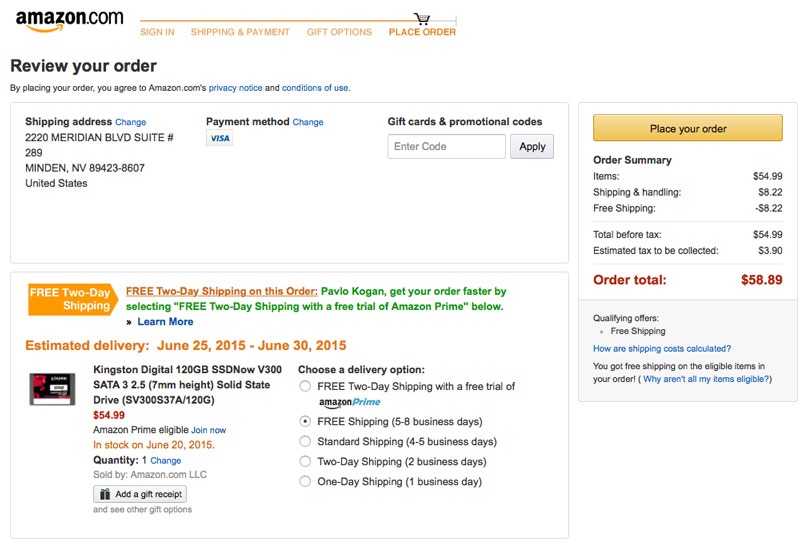 amazon.com
SIGN IN SHIPPING & PAYMENT GIFT OPTIONS PLACE ORDER
Review your order
By placing your order, you agree to Amazon.com's privacy notice and conditions of use.
Shipping address Change
2220 MERIDIAN BLVD SUITE #
289
MINDEN, NV 89423-8607
United States
Payment method Change
VISA
Gift cards & promotional codes
Enter Code Apply
Place your order
Order Summary
Items: $54.99
Shipping & handling: $8.22
Free Shipping: -$8.22
Total before tax: $54.99
Estimated tax to be collected: $3.90
Order total: $58.89
Qualifying offers:
Free Shipping
How are shipping costs calculated?
You got free shipping on the eligible items in
your order! ( Why aren't all my items eligible?)
FREE Two-Day
Shipping
FREE Two-Day Shipping on this Order: Pavlo Kogan, get your order faster by
selecting "FREE Two-Day Shipping with a free trial of Amazon Prime" below.
» Learn More
Estimated delivery: June 25, 2015 - June 30, 2015
Kingston Digital 120GB SSDNow V300
SATA 3 2.5 (7mm height) Solid State
Drive (SV300S37A/120G)
$54.99
Amazon Prime eligible Join now
In stock on June 20, 2015.
Quantity: 1 Change
Sold by: Amazon.com LLC
Add a gift receipt
and see other gift options
Choose a delivery option:
FREE Two-Day Shipping with a free trial of
amazonPrime
FREE Shipping (5-8 business days)
Standard Shipping (4-5 business days)
Two-Day Shipping (2 business days)
One-Day Shipping (1 business day)